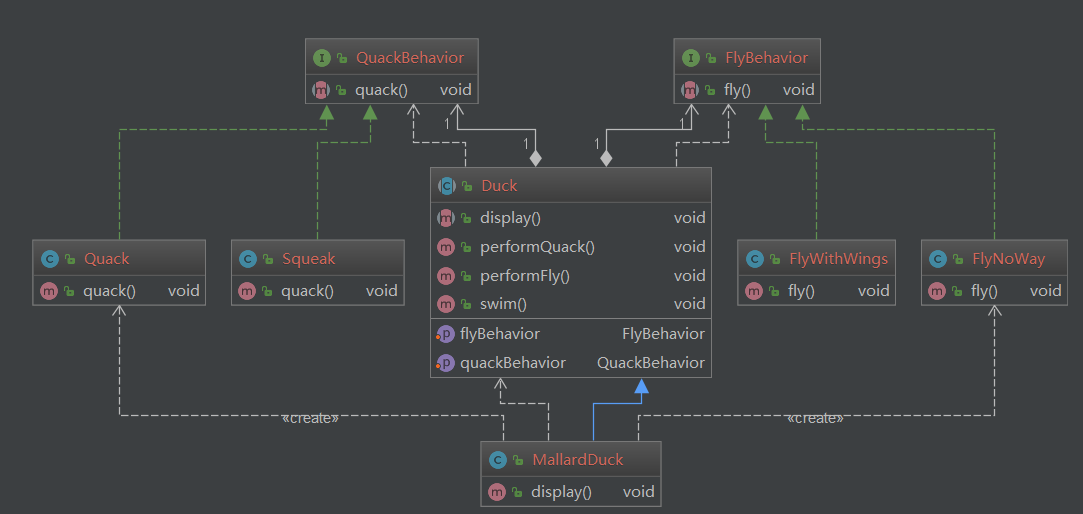 I QuackBehavior
m quack() void
I FlyBehavior
m fly() void
1
1
1
1
C Duck
m display() void
m performQuack() void
m performFly() void
m swim() void
p flyBehavior FlyBehavior
p quackBehavior QuackBehavior
C Quack
m quack() void
C Squeak
m quack() void
C FlyWithWings
m fly() void
C FlyNoWay
m fly() void
«create»
«create»
C MallardDuck
m display() void